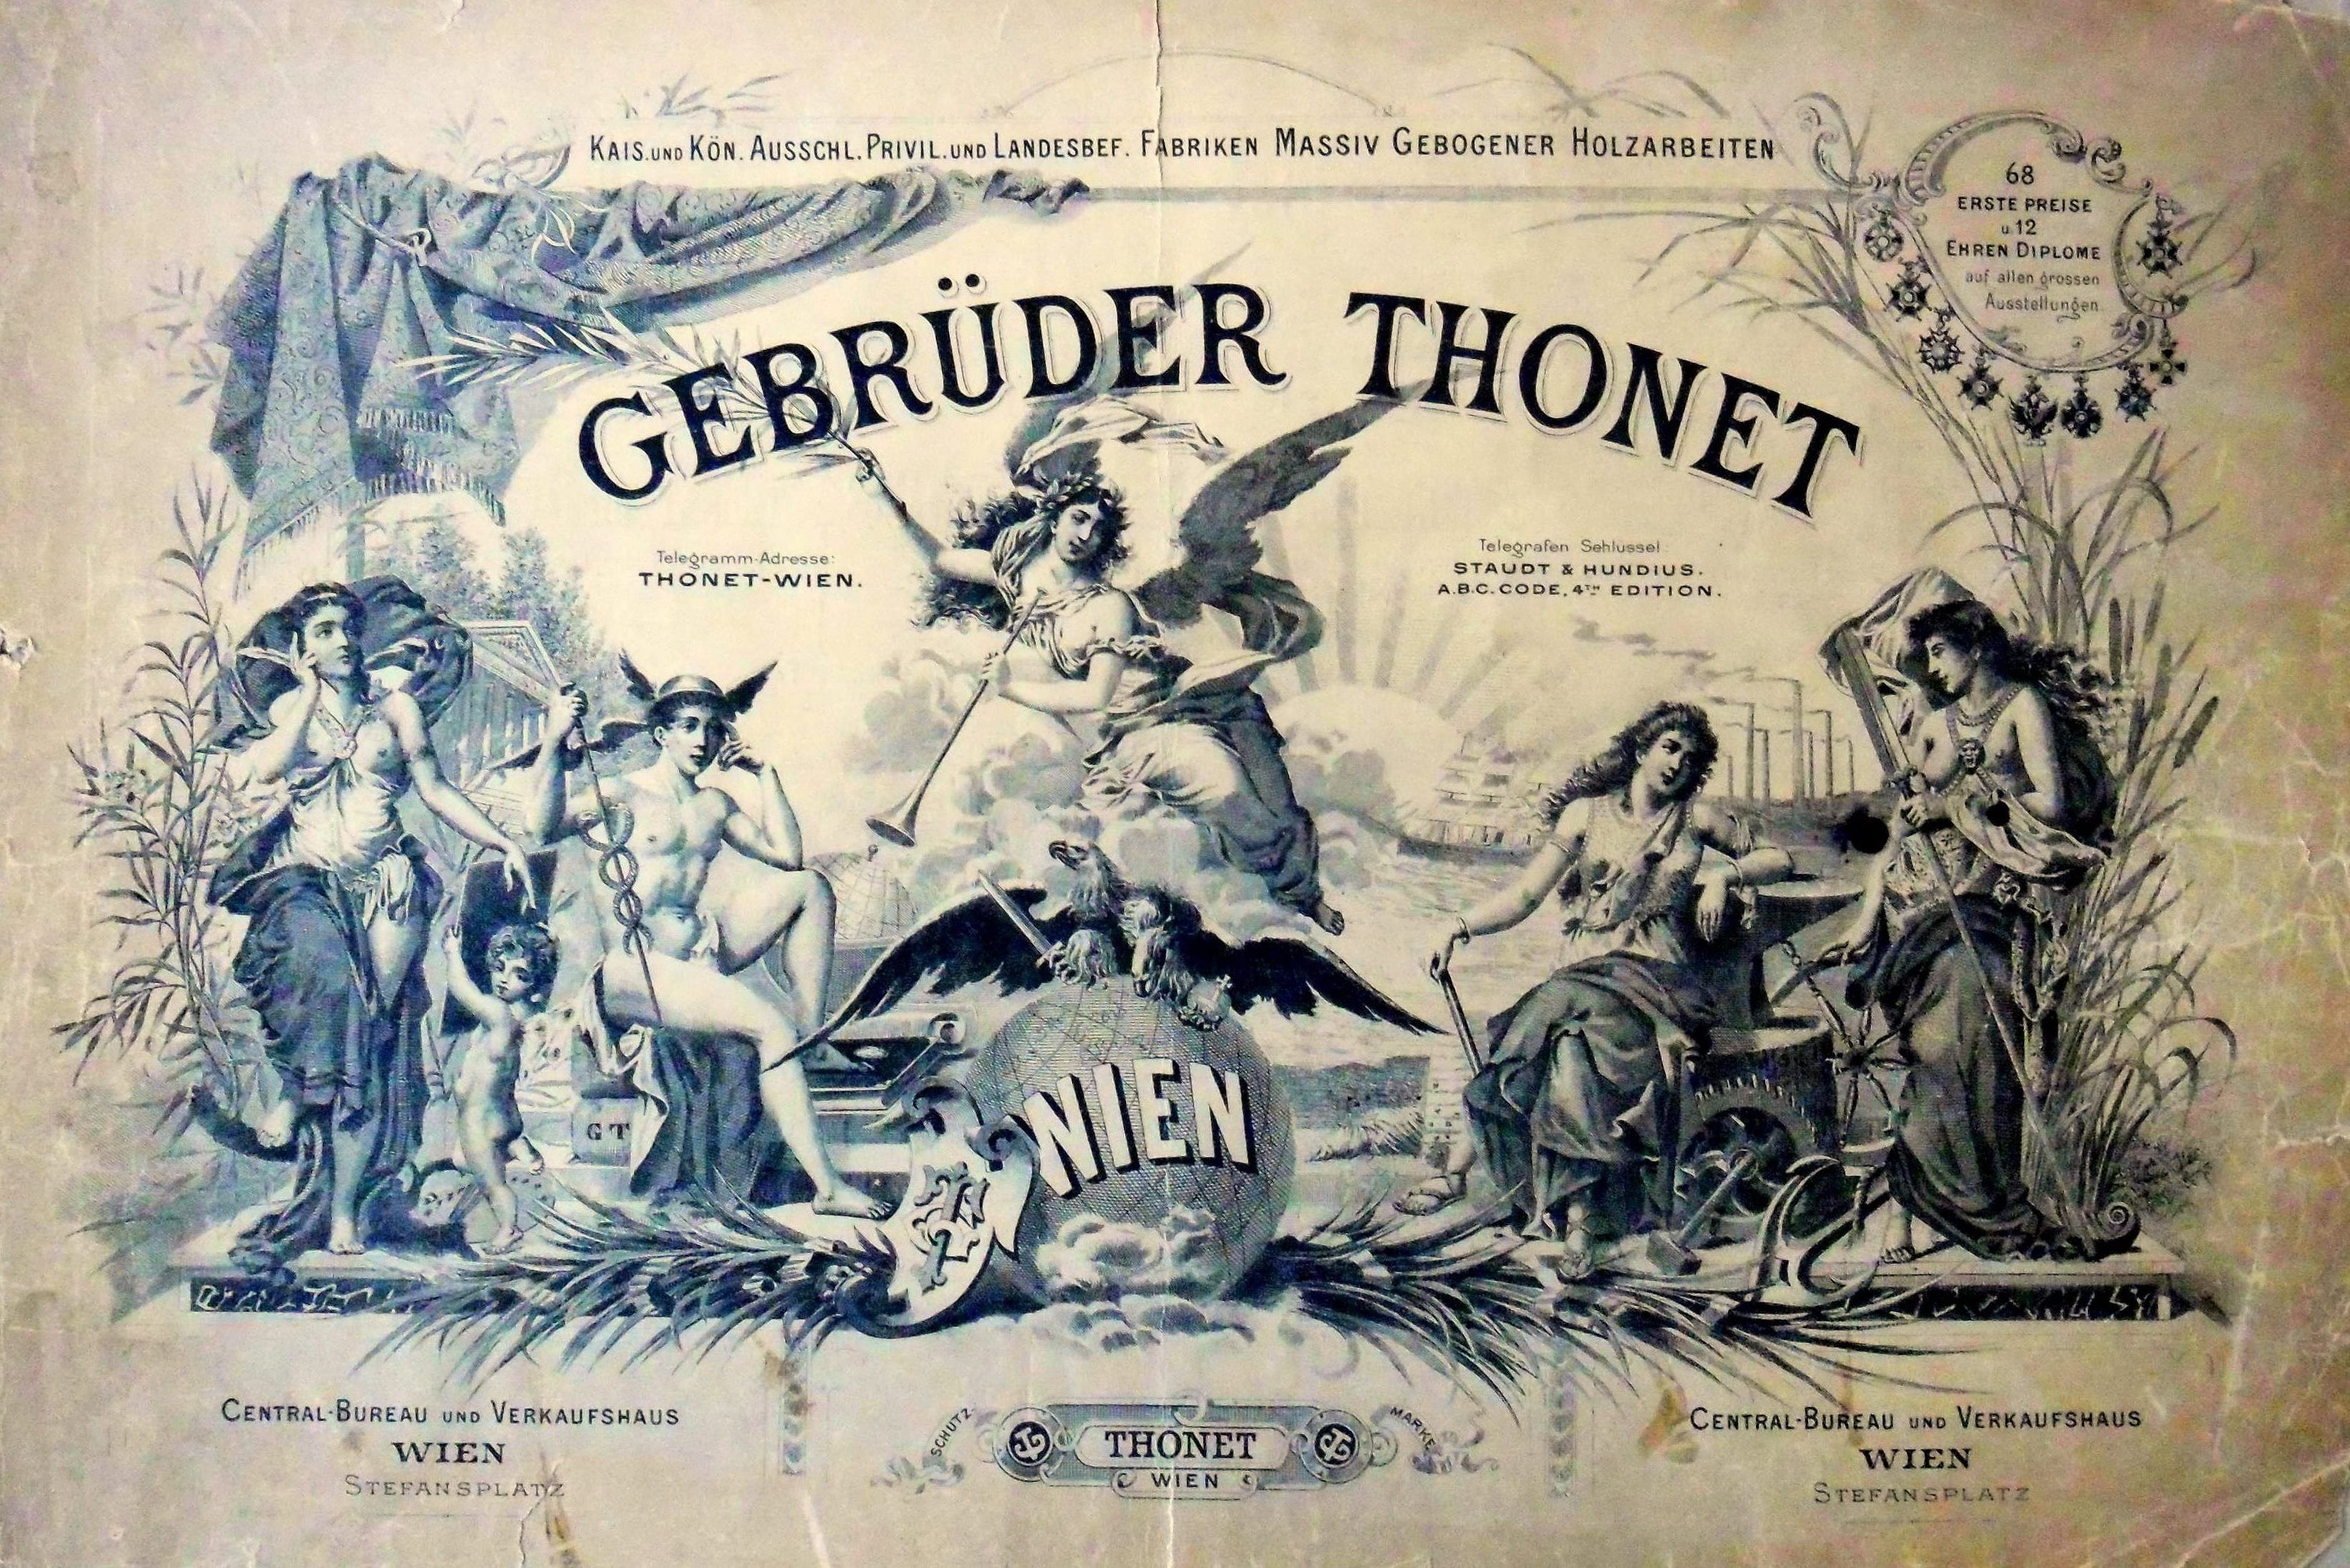 KAIS. UND KÖN. AUSSCHL. PRIVIL. UND LANDESBEF. FABRIKEN MASSIV GEBOGENER HOLZARBEITEN
68
ERSTE PREISE
u. 12
EHREN DIPLOME
auf allen grossen
Ausstellungen.
GEBRÜDER THONET
Telegramm-Adresse:
THONET-WIEN.
Telegrafen Sehlussel:
STAUDT & HUNDIUS.
A.B.C. CODE, 4TH EDITION.
G T
WIEN
CENTRAL-BUREAU UND VERKAUFSHAUS
WIEN
STEFANSPLATZ
SCHUTZ MARKE
THONET
WIEN
CENTRAL-BUREAU UND VERKAUFSHAUS
WIEN
STEFANSPLATZ